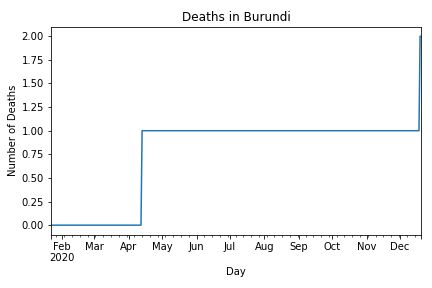 Deaths in Burundi
Number of Deaths
2.00
1.75
1.50
1.25
1.00
0.75
0.50
0.25
0.00
Feb Mar Apr May Jun Jul Aug Sep Oct Nov Dec
2020
Day